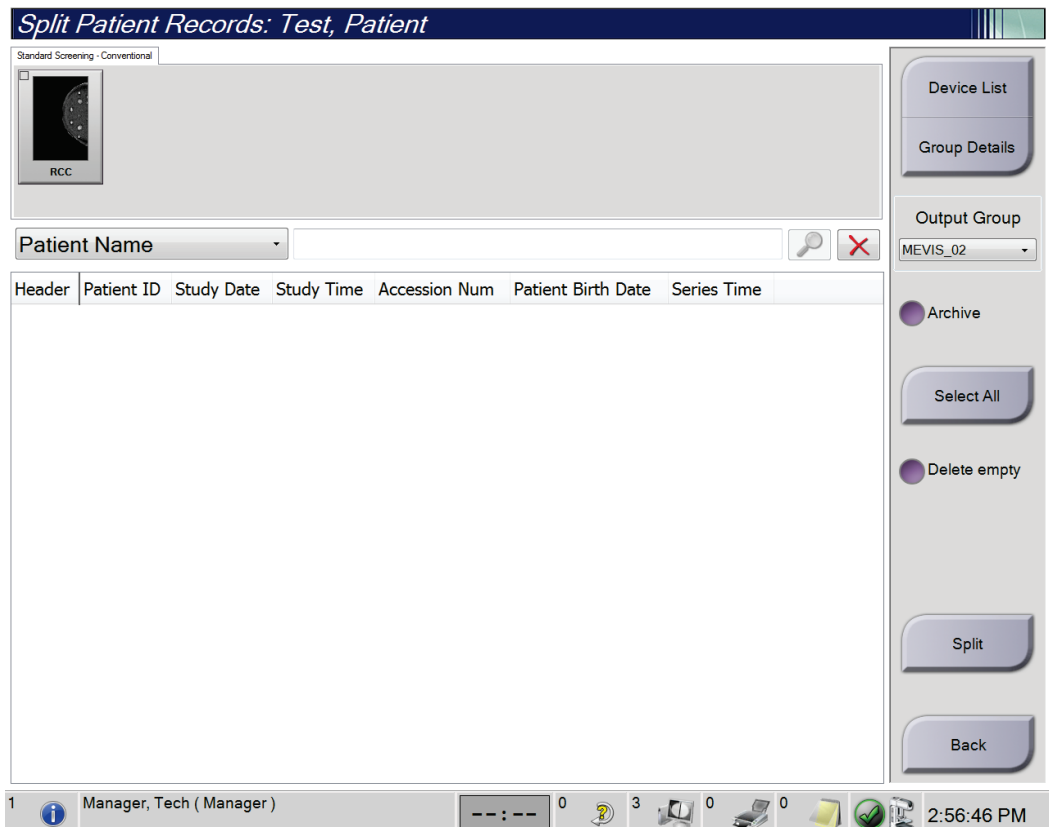 Split Patient Records: Test, Patient
Standard Screening - Conventional
RCC
Device List
Group Details
Output Group
MEVIS_02
Patient Name
Header Patient ID Study Date Study Time Accession Num Patient Birth Date Series Time
Archive
Select All
Delete empty
Split
Back
1 Manager, Tech ( Manager ) --:-- 0 3 0 0 2:56:46 PM